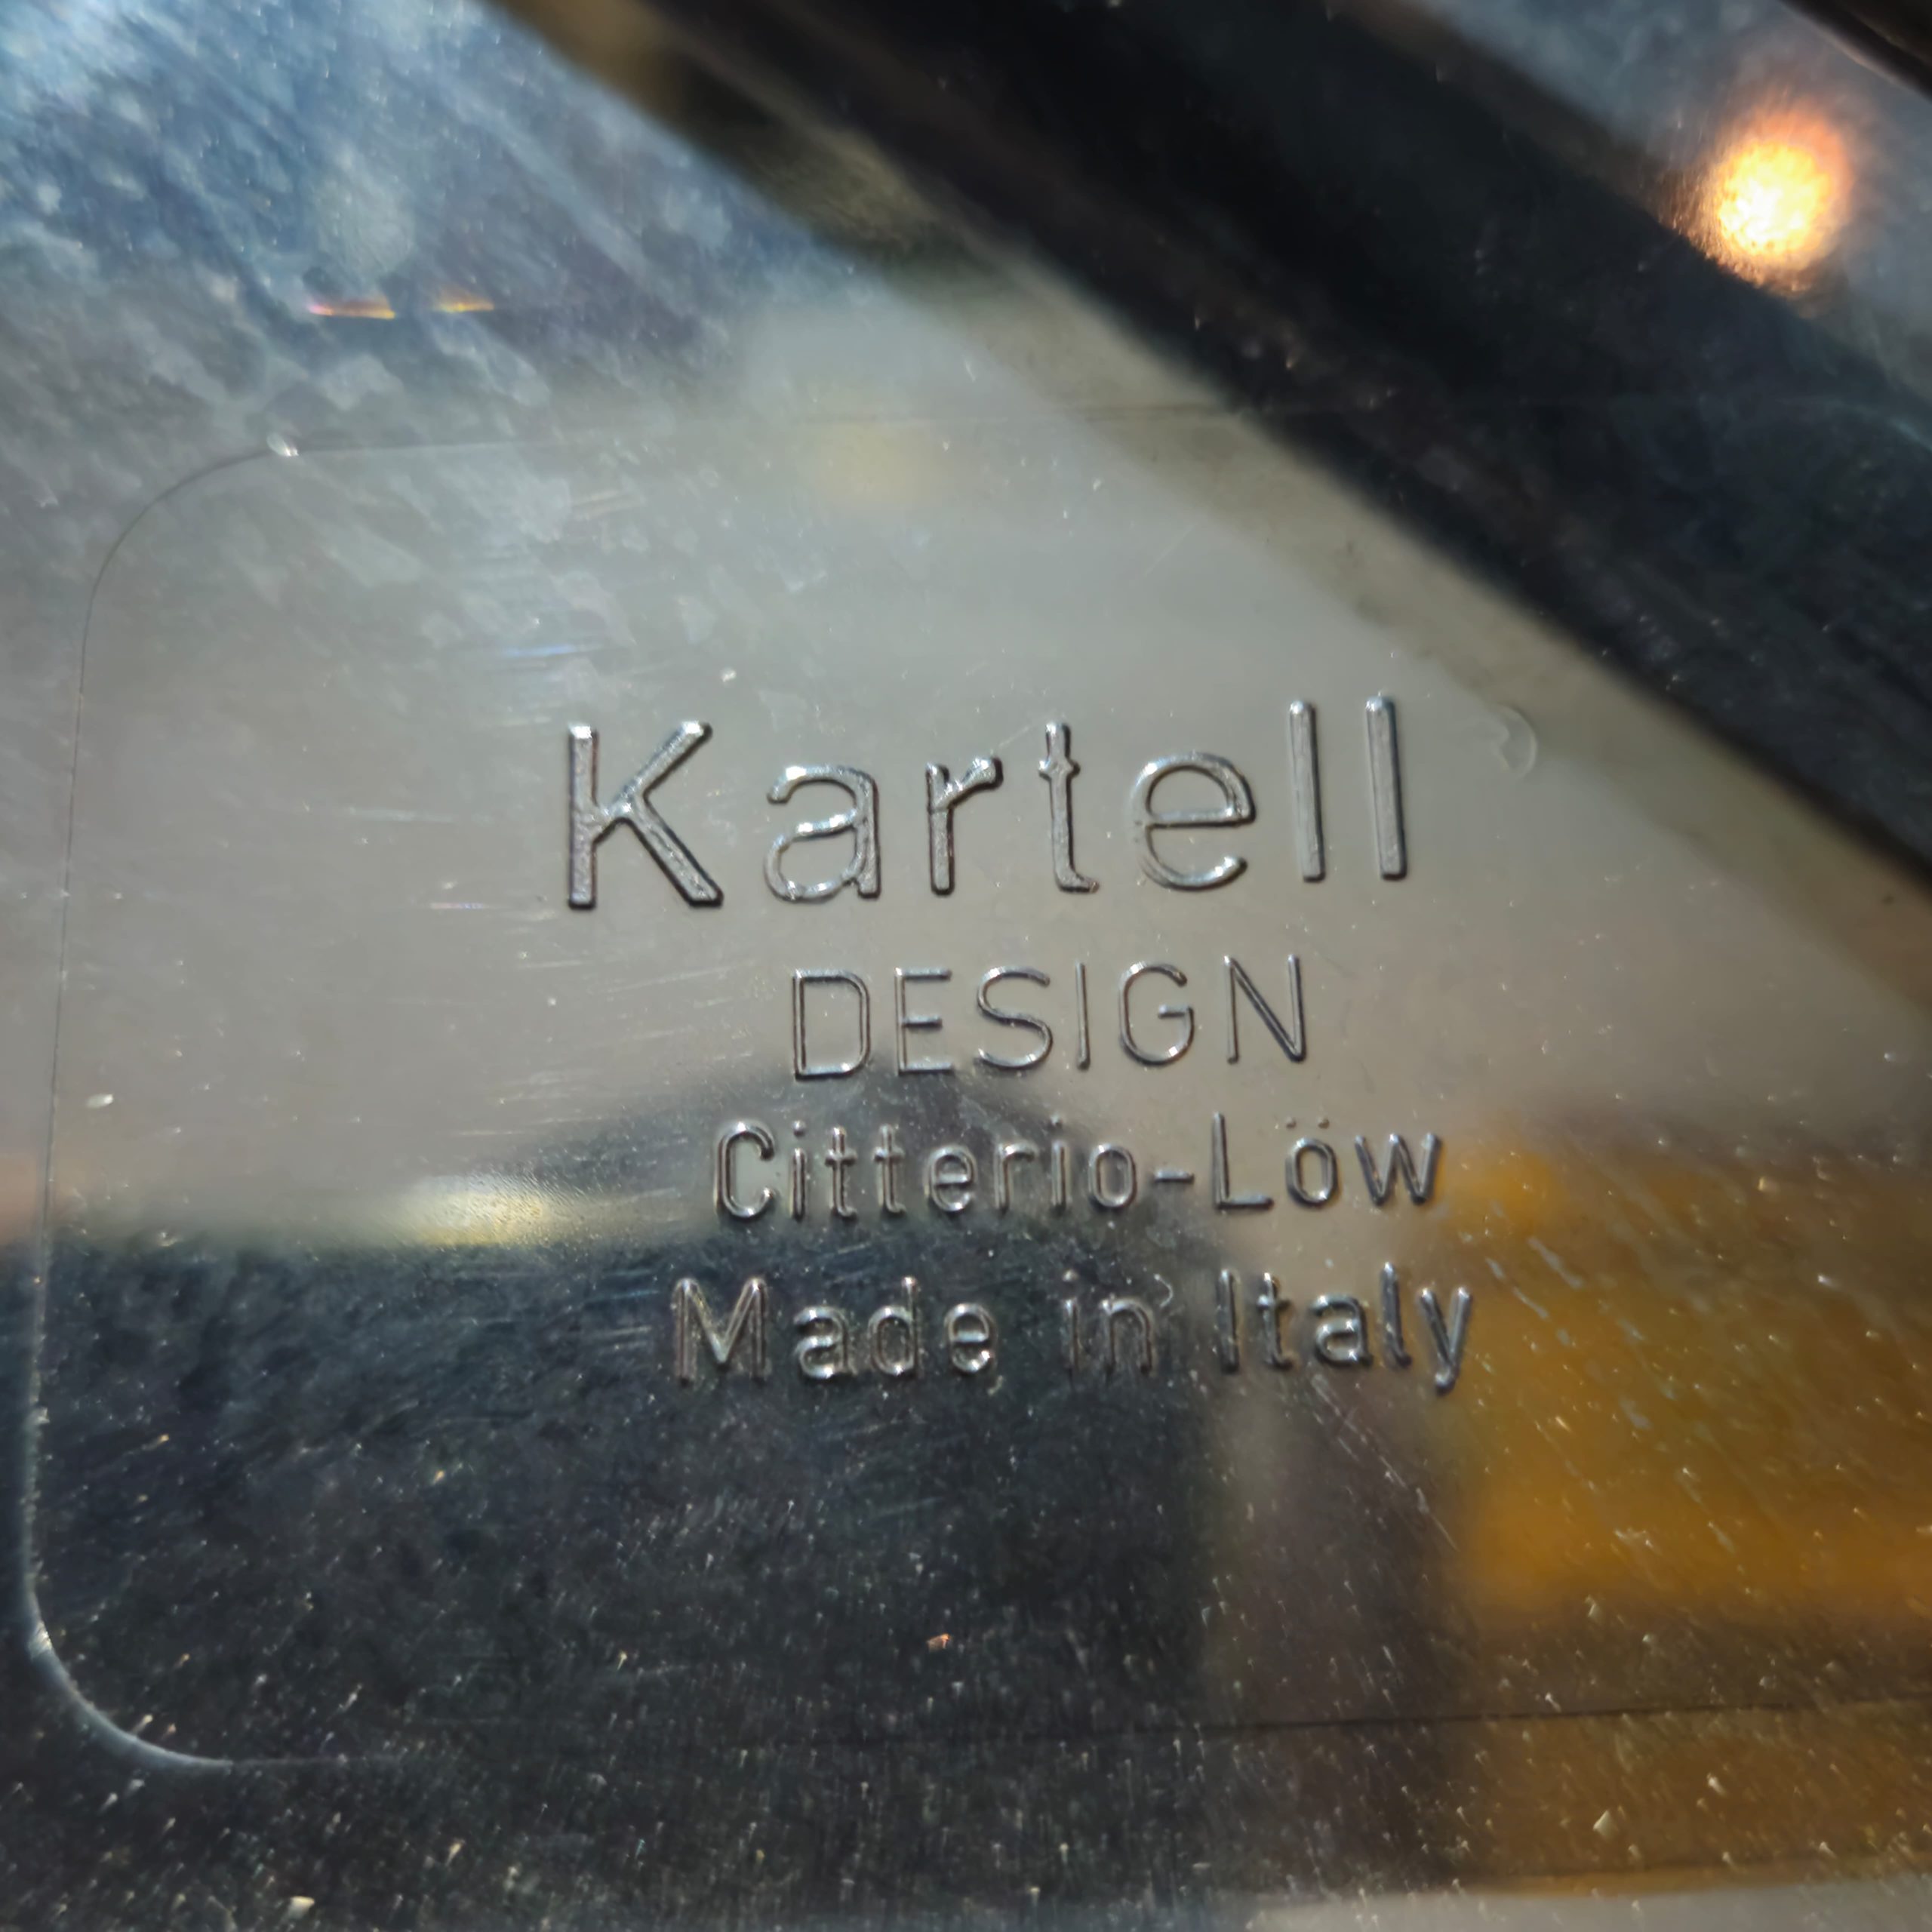 Kartell
DESIGN
Citterio-Löw
Made in Italy